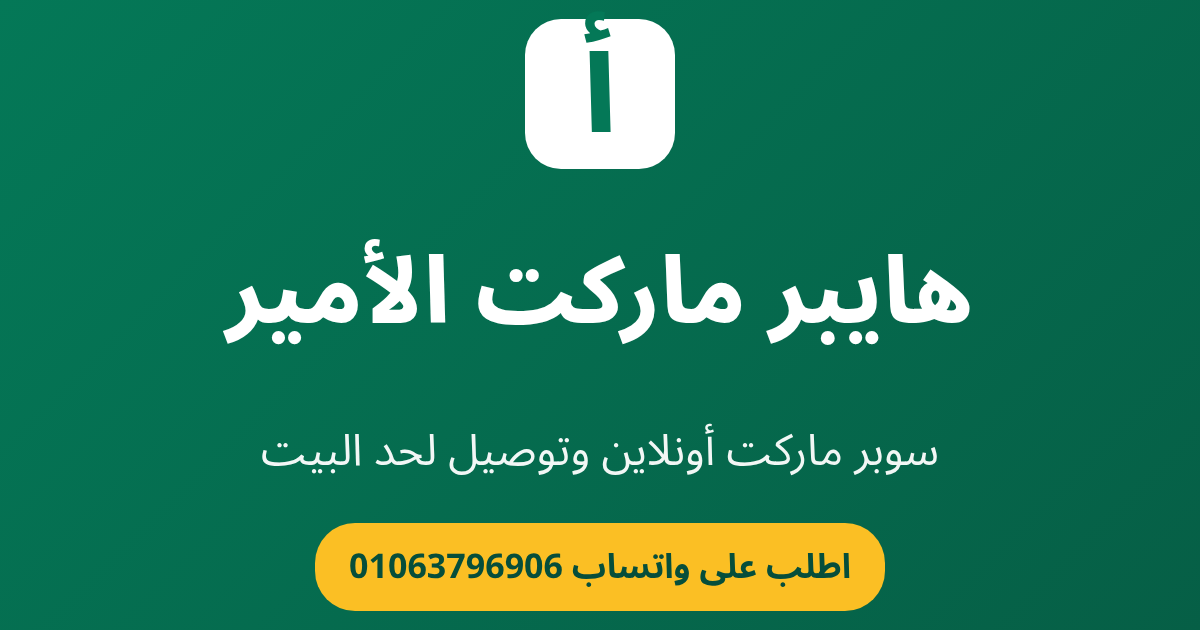 أ
هايبر ماركت الأمير
سوبر ماركت أونلاين وتوصيل لحد البيت
اطلب على واتساب 01063796906